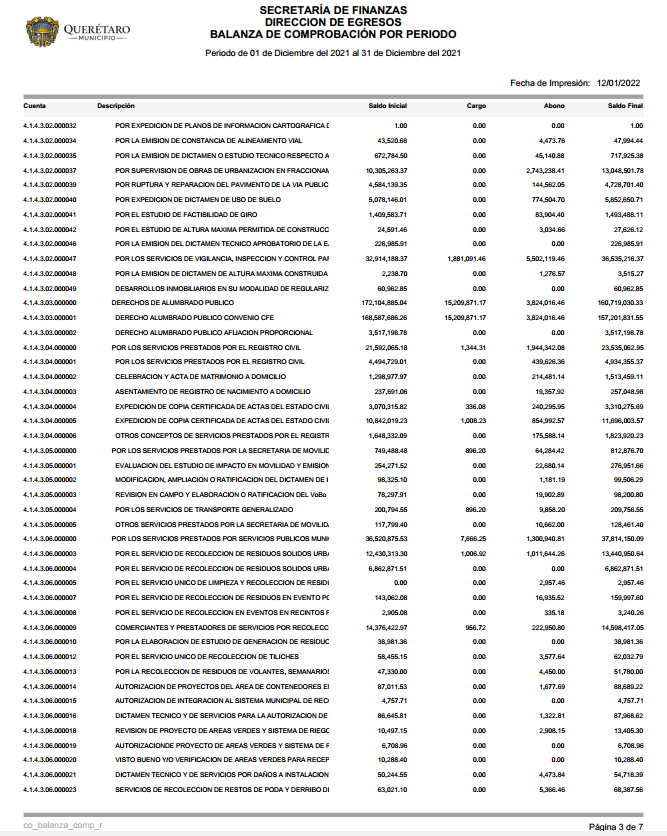 SECRETARÍA DE FINANZAS
DIRECCION DE EGRESOS
BALANZA DE COMPROBACIÓN POR PERIODO
QUERÉTARO
MUNICIPIO
Periodo de 01 de Diciembre del 2021 al 31 de Diciembre del 2021
Fecha de Impresión: 12/01/2022
Cuenta Descripción Saldo Inicial Cargo Abono Saldo Final
4.1.4.3.02.000032 POR EXPEDICION DE PLANOS DE INFORMACION CARTOGRAFICA D 1.00 0.00 0.00 1.00
4.1.4.3.02.000034 POR LA EMISION DE CONSTANCIA DE ALINEAMIENTO VIAL 43,520.68 0.00 4,473.76 47,994.44
4.1.4.3.02.000035 POR LA EMISION DE DICTAMEN O ESTUDIO TECNICO RESPECTO A 672,784.50 0.00 45,140.88 717,925.38
4.1.4.3.02.000037 POR SUPERVISION DE OBRAS DE URBANIZACION EN FRACCIONAM 10,305,263.37 0.00 2,743,238.41 13,048,501.78
4.1.4.3.02.000039 POR RUPTURA Y REPARACION DEL PAVIMENTO DE LA VIA PUBLIC 4,584,139.35 0.00 144,562.05 4,728,701.40
4.1.4.3.02.000040 POR EXPEDICION DE DICTAMEN DE USO DE SUELO 5,078,146.01 0.00 774,504.70 5,852,650.71
4.1.4.3.02.000041 POR EL ESTUDIO DE FACTIBILIDAD DE GIRO 1,409,583.71 0.00 83,904.40 1,493,488.11
4.1.4.3.02.000042 POR EL ESTUDIO DE ALTURA MAXIMA PERMITIDA DE CONSTRUCC 24,591.46 0.00 3,034.66 27,626.12
4.1.4.3.02.000046 POR LA EMISION DEL DICTAMEN TECNICO APROBATORIO DE LA E. 226,985.91 0.00 0.00 226,985.91
4.1.4.3.02.000047 POR LOS SERVICIOS DE VIGILANCIA, INSPECCION Y CONTROL PAR 32,914,188.37 1,881,091.46 5,502,119.46 36,535,216.37
4.1.4.3.02.000048 POR LA EMISION DE DICTAMEN DE ALTURA MAXIMA CONSTRUIDA 2,238.70 0.00 1,276.57 3,515.27
4.1.4.3.02.000049 DESARROLLOS INMOBILIARIOS EN SU MODALIDAD DE REGULARIZ 60,962.85 0.00 0.00 60,962.85
4.1.4.3.03.000000 DERECHOS DE ALUMBRADO PUBLICO 172,104,885.04 15,209,871.17 3,824,016.46 160,719,030.33
4.1.4.3.03.000001 DERECHO ALUMBRADO PUBLICO CONVENIO CFE 168,587,686.26 15,209,871.17 3,824,016.46 157,201,831.55
4.1.4.3.03.000002 DERECHO ALUMBRADO PUBLICO AFIJACION PROPORCIONAL 3,517,198.78 0.00 0.00 3,517,198.78
4.1.4.3.04.000000 POR LOS SERVICIOS PRESTADOS POR EL REGISTRO CIVIL 21,592,065.18 1,344.31 1,944,342.08 23,535,062.95
4.1.4.3.04.000001 POR LOS SERVICIOS PRESTADOS POR EL REGISTRO CIVIL 4,494,729.01 0.00 439,626.36 4,934,355.37
4.1.4.3.04.000002 CELEBRACION Y ACTA DE MATRIMONIO A DOMICILIO 1,298,977.97 0.00 214,481.14 1,513,459.11
4.1.4.3.04.000003 ASENTAMIENTO DE REGISTRO DE NACIMIENTO A DOMICILIO 237,691.06 0.00 19,357.92 257,048.98
4.1.4.3.04.000004 EXPEDICION DE COPIA CERTIFICADA DE ACTAS DEL ESTADO CIVIL 3,070,315.82 336.08 240,295.95 3,310,275.69
4.1.4.3.04.000005 EXPEDICION DE COPIA CERTIFICADA DE ACTAS DEL ESTADO CIVIL 10,842,019.23 1,008.23 854,992.57 11,696,003.57
4.1.4.3.04.000006 OTROS CONCEPTOS DE SERVICIOS PRESTADOS POR EL REGISTR 1,648,332.09 0.00 175,588.14 1,823,920.23
4.1.4.3.05.000000 POR LOS SERVICIOS PRESTADOS POR LA SECRETARIA DE MOVILID 749,488.48 896.20 64,284.42 812,876.70
4.1.4.3.05.000001 EVALUACION DEL ESTUDIO DE IMPACTO EN MOVILIDAD Y EMISION 254,271.52 0.00 22,680.14 276,951.66
4.1.4.3.05.000002 MODIFICACION, AMPLIACION O RATIFICACION DEL DICTAMEN DE I 98,325.10 0.00 1,181.19 99,506.29
4.1.4.3.05.000003 REVISION EN CAMPO Y ELABORACION O RATIFICACION DEL VoBo 78,297.91 0.00 19,902.89 98,200.80
4.1.4.3.05.000004 POR LOS SERVICIOS DE TRANSPORTE GENERALIZADO 200,794.55 896.20 9,858.20 209,756.55
4.1.4.3.05.000005 OTROS SERVICIOS PRESTADOS POR LA SECRETARIA DE MOVILIDA 117,799.40 0.00 10,662.00 128,461.40
4.1.4.3.06.000000 POR LOS SERVICIOS PRESTADOS POR SERVICIOS PUBLICOS MUNI 36,520,875.53 7,666.25 1,300,940.81 37,814,150.09
4.1.4.3.06.000003 POR EL SERVICIO DE RECOLECCION DE RESIDUOS SOLIDOS URBA 12,430,313.30 1,006.92 1,011,644.26 13,440,950.64
4.1.4.3.06.000004 POR EL SERVICIO DE RECOLECCION DE RESIDUOS SOLIDOS URBA 6,862,871.51 0.00 0.00 6,862,871.51
4.1.4.3.06.000005 POR EL SERVICIO UNICO DE LIMPIEZA Y RECOLECCION DE RESIDI 0.00 0.00 2,957.46 2,957.46
4.1.4.3.06.000007 POR EL SERVICIO DE RECOLECCION DE RESIDUOS EN EVENTO PO 143,062.08 0.00 16,935.52 159,997.60
4.1.4.3.06.000008 POR EL SERVICIO DE RECOLECCION EN EVENTOS EN RECINTOS F 2,905.08 0.00 335.18 3,240.26
4.1.4.3.06.000009 COMERCIANTES Y PRESTADORES DE SERVICIOS POR RECOLECC 14,376,422.97 956.72 222,950.80 14,598,417.05
4.1.4.3.06.000010 POR LA ELABORACION DE ESTUDIO DE GENERACION DE RESIDUC 38,981.36 0.00 0.00 38,981.36
4.1.4.3.06.000012 POR EL SERVICIO UNICO DE RECOLECCION DE TILICHES 58,455.15 0.00 3,577.64 62,032.79
4.1.4.3.06.000013 POR LA RECOLECCION DE RESIDUOS DE VOLANTES, SEMANARIOS 47,330.00 0.00 4,450.00 51,780.00
4.1.4.3.06.000014 AUTORIZACION DE PROYECTOS DEL AREA DE CONTENEDORES EI 87,011.53 0.00 1,677.69 88,689.22
4.1.4.3.06.000015 AUTORIZACION DE INTEGRACION AL SISTEMA MUNICIPAL DE REC 4,757.71 0.00 0.00 4,757.71
4.1.4.3.06.000016 DICTAMEN TECNICO Y DE SERVICIOS PARA LA AUTORIZACION DE 86,645.81 0.00 1,322.81 87,968.62
4.1.4.3.06.000018 REVISION DE PROYECTO DE AREAS VERDES Y SISTEMA DE RIEGO 10,497.15 0.00 2,908.15 13,405.30
4.1.4.3.06.000019 AUTORIZACIONDE PROYECTO DE AREAS VERDES Y SISTEMA DE F 6,708.96 0.00 0.00 6,708.96
4.1.4.3.06.000020 VISTO BUENO Y/O VERIFICACION DE AREAS VERDES PARA RECEP 10,288.40 0.00 0.00 10,288.40
4.1.4.3.06.000021 DICTAMEN TECNICO Y DE SERVICIOS POR DAÑOS A INSTALACION 50,244.55 0.00 4,473.84 54,718.39
4.1.4.3.06.000023 SERVICIOS DE RECOLECCION DE RESTOS DE PODA Y DERRIBO DI 63,021.10 0.00 5,366.46 68,387.56
co_balanza_comp_r
Página 3 de 7